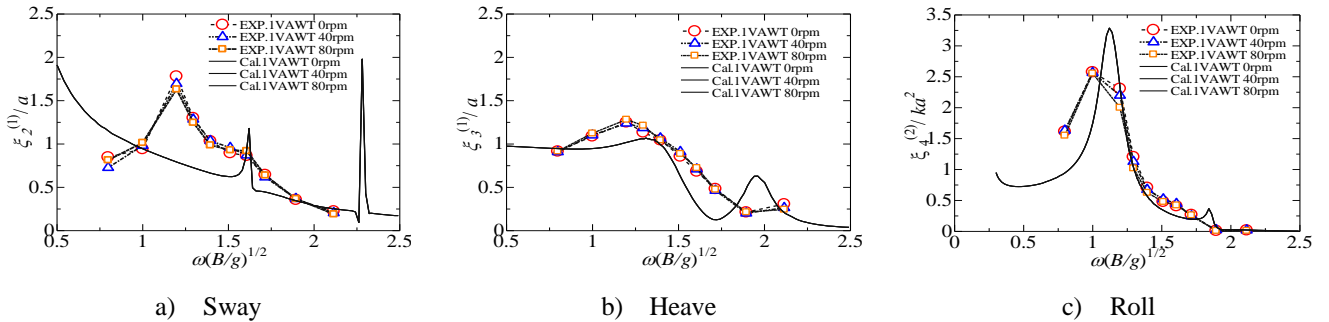 EXP.1VAWT 0rpm
EXP.1VAWT 40rpm
EXP.1VAWT 80rpm
Cal.1VAWT 0rpm
Cal.1VAWT 40rpm
Cal.1VAWT 80rpm
ξ₂⁽¹⁾/a
2.5
2
1.5
1
0.5
0
0.5 1 1.5 2 2.5
ω(B/g)^1/2
a) Sway
EXP.1VAWT 0rpm
EXP.1VAWT 40rpm
EXP.1VAWT 80rpm
Cal.1VAWT 0rpm
Cal.1VAWT 40rpm
Cal.1VAWT 80rpm
ξ₃⁽¹⁾/a
2.5
2
1.5
1
0.5
0
0.5 1 1.5 2 2.5
ω(B/g)^1/2
b) Heave
EXP.1VAWT 0rpm
EXP.1VAWT 40rpm
EXP.1VAWT 80rpm
Cal.1VAWT 0rpm
Cal.1VAWT 40rpm
Cal.1VAWT 80rpm
ξ₄⁽²⁾/ka²
3.5
3
2.5
2
1.5
1
0.5
0
0 0.5 1 1.5 2 2.5
ω(B/g)^1/2
c) Roll